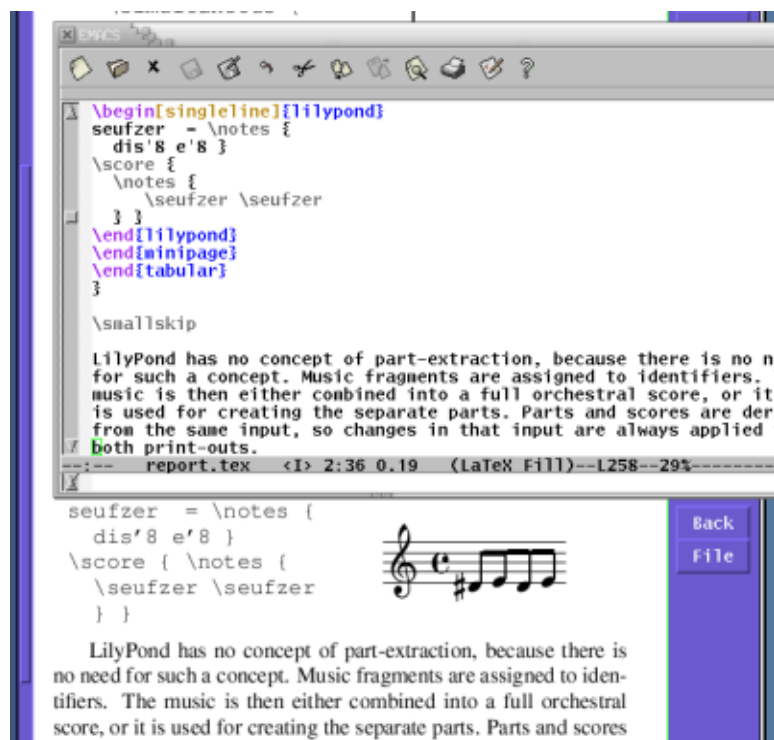 EMACS
\begin[singleline]{lilypond}
seufzer = \notes {
dis'8 e'8 }
\score {
\notes {
\seufzer \seufzer
} }
\end{lilypond}
\end{minipage}
\end{tabular}
}
\smallskip
LilyPond has no concept of part-extraction, because there is no n
for such a concept. Music fragments are assigned to identifiers.
music is then either combined into a full orchestral score, or it
is used for creating the separate parts. Parts and scores are der
from the same input, so changes in that input are always applied
both print-outs.
--:-- report.tex <I> 2:36 0.19 (LaTeX Fill)--L258--29%--------
seufzer = \notes {
dis'8 e'8 }
\score { \notes {
\seufzer \seufzer
} }
Back
File
LilyPond has no concept of part-extraction, because there is
no need for such a concept. Music fragments are assigned to iden-
tifiers. The music is then either combined into a full orchestral
score, or it is used for creating the separate parts. Parts and scores